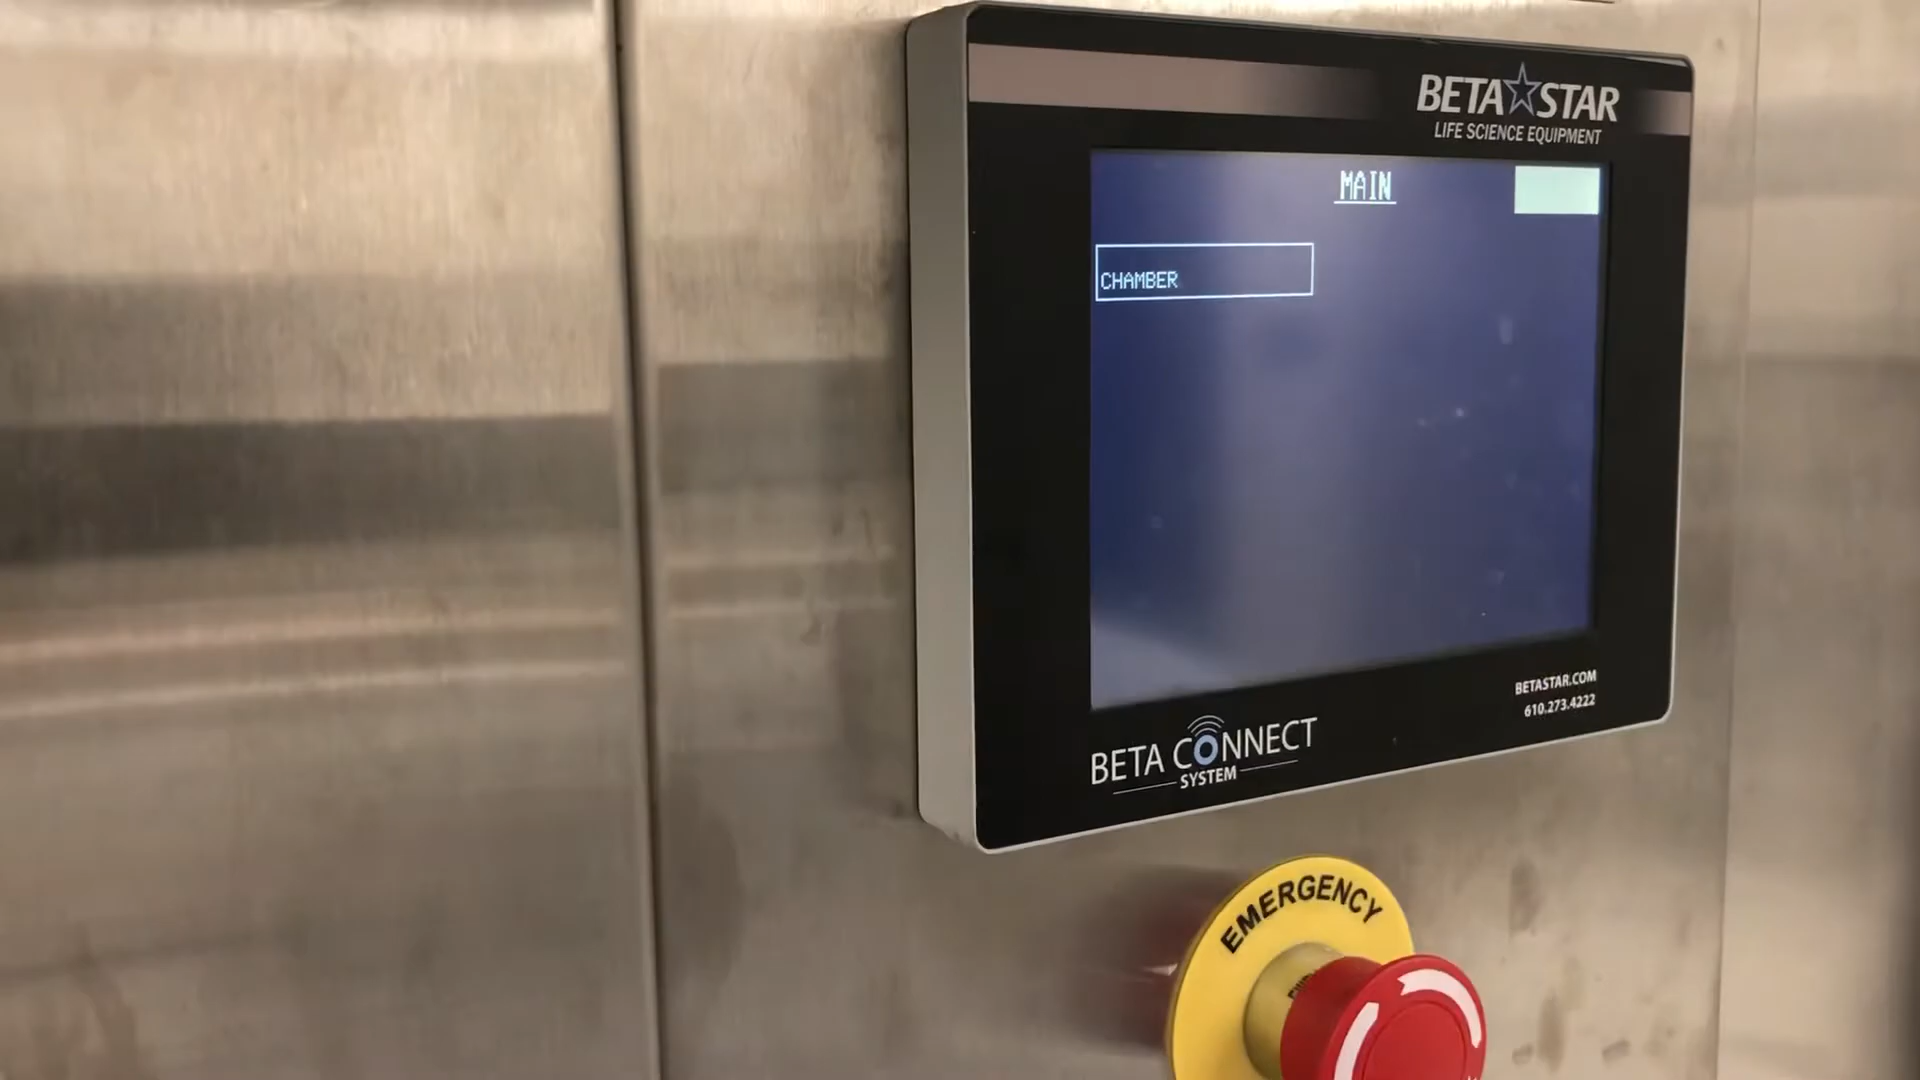 BETA STAR
LIFE SCIENCE EQUIPMENT
MAIN
CHAMBER
BETASTAR.COM
610.273.4222
BETA CONNECT
SYSTEM
EMERGENCY